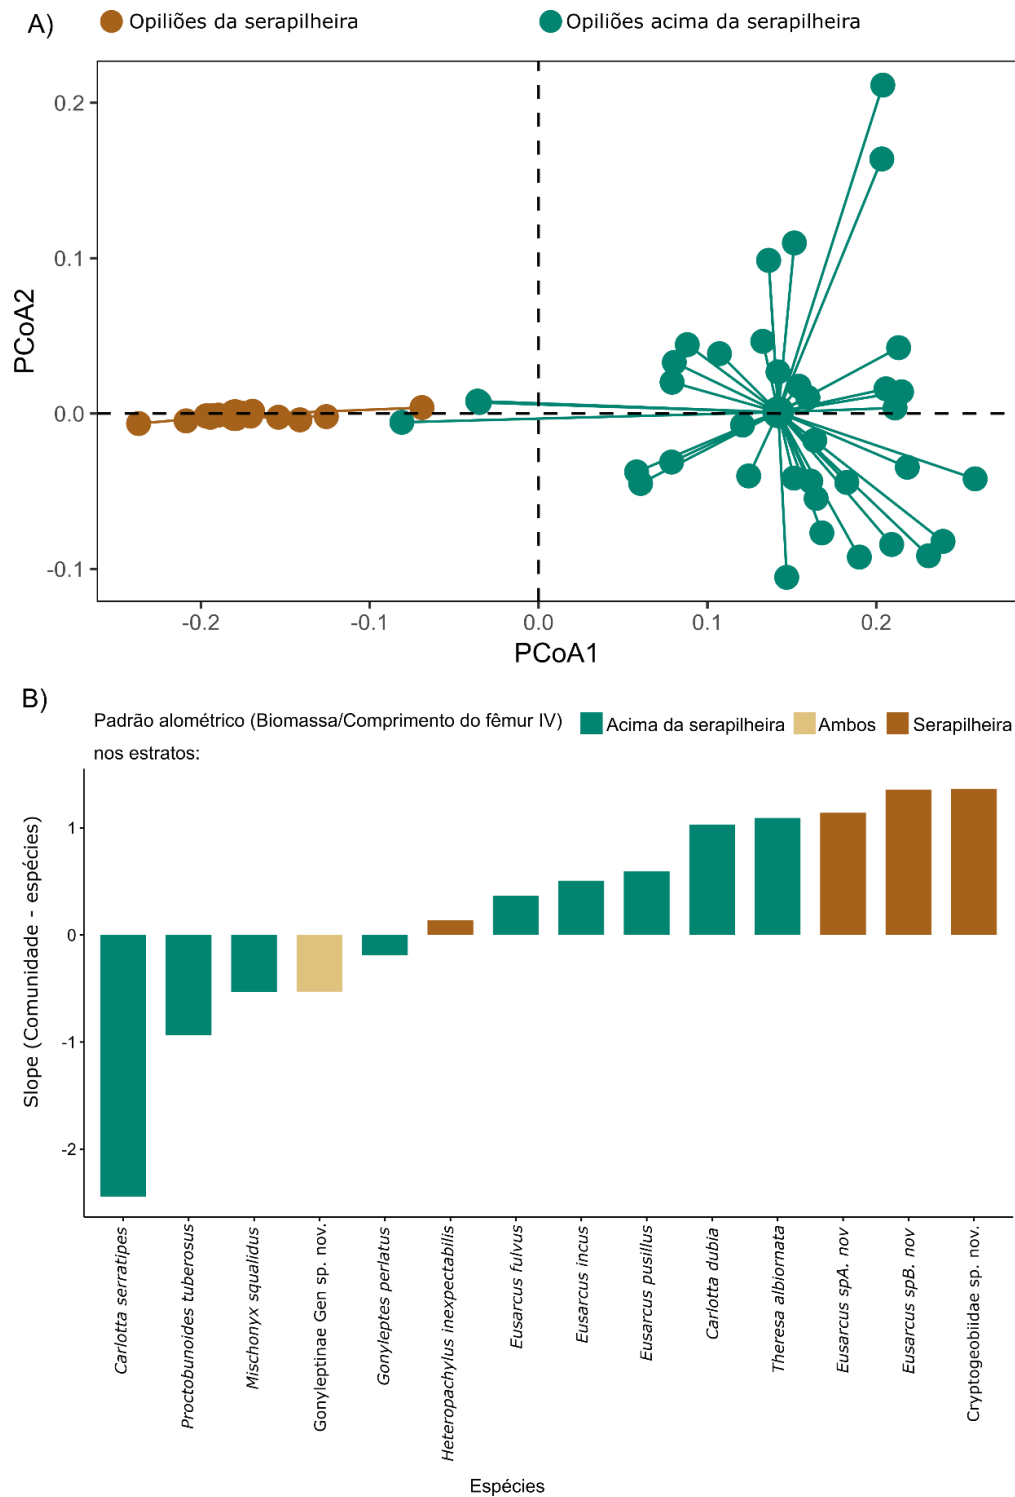 A)
Opiliões da serapilheira
Opiliões acima da serapilheira
0.2
0.1
0.0
-0.1
PCoA2
-0.2
-0.1
0.0
0.1
0.2
PCoA1
B)
Padrão alométrico (Biomassa/Comprimento do fêmur IV)
nos estratos:
Acima da serapilheira
Ambos
Serapilheira
Slope (Comunidade - espécies)
1
0
-1
-2
Carlotta serratipes
Proctobunoides tuberosus
Mischonyx squalidus
Gonyleptinae Gen sp. nov.
Gonyleptes perlatus
Heteropachylus inexpectabilis
Eusarcus fulvus
Eusarcus incus
Eusarcus pusillus
Carlotta dubia
Theresa albiornata
Eusarcus spA. nov
Eusarcus spB. nov
Cryptogeobiidae sp. nov.
Espécies